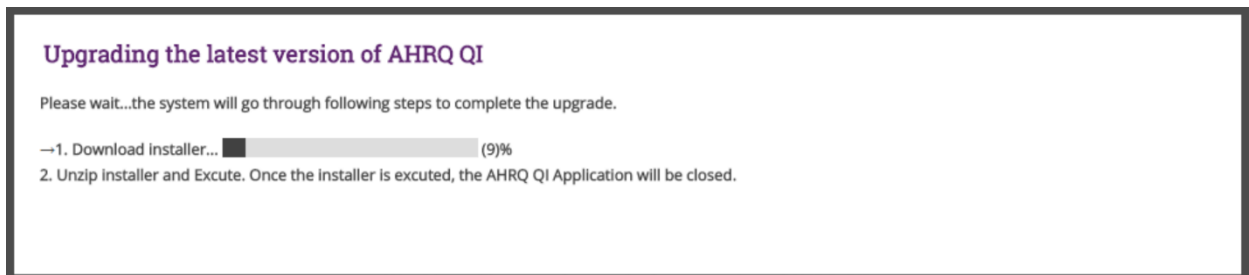 Upgrading the latest version of AHRQ QI
Please wait...the system will go through following steps to complete the upgrade.
→1. Download installer... (9)%
2. Unzip installer and Excute. Once the installer is excuted, the AHRQ QI Application will be closed.